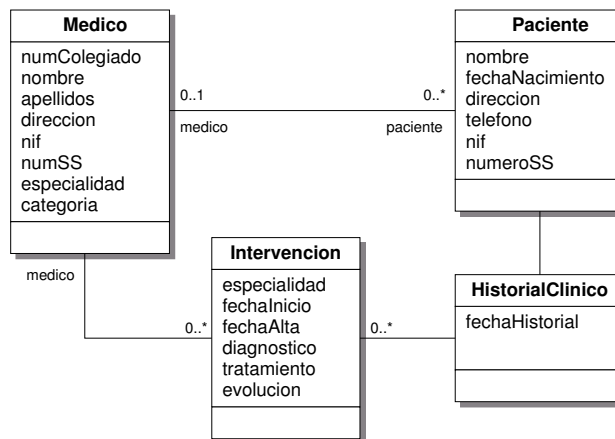 Medico
numColegiado
nombre
apellidos
direccion
nif
numSS
especialidad
categoria
0..1
0..*
medico
paciente
Paciente
nombre
fechaNacimiento
direccion
telefono
nif
numeroSS
medico
0..*
Intervencion
especialidad
fechaInicio
fechaAlta
diagnostico
tratamiento
evolucion
0..*
HistorialClinico
fechaHistorial